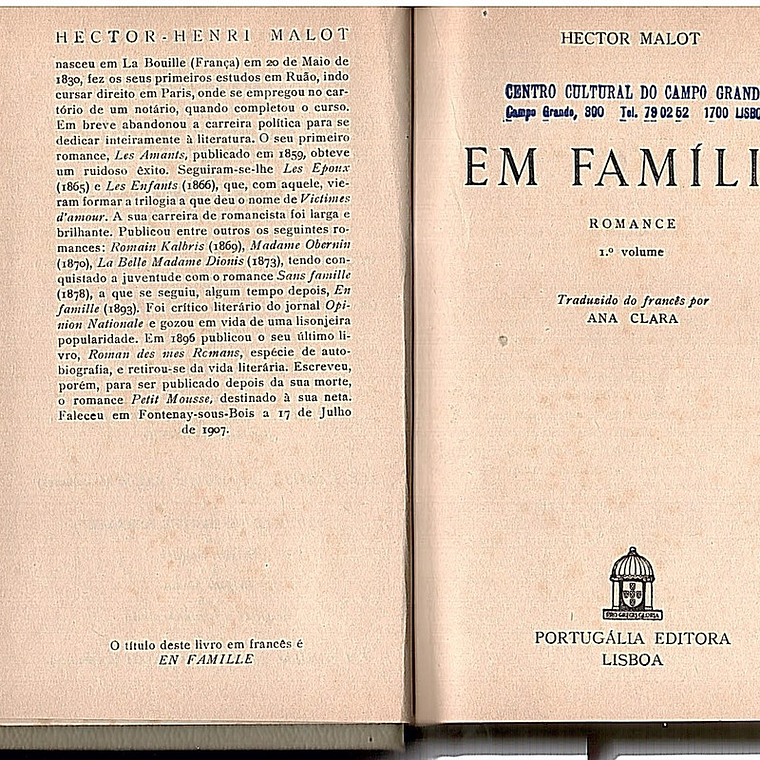 HECTOR-HENRI MALOT
nasceu em La Bouille (França) em 20 de Maio de
1830, fez os seus primeiros estudos em Ruão, indo
cursar direito em Paris, onde se empregou no car-
tório de um notário, quando completou o curso.
Em breve abandonou a carreira política para se
dedicar inteiramente à literatura. O seu primeiro
romance, Les Amants, publicado em 1859, obteve
um ruidoso êxito. Seguiram-se-lhe Les Epoux
(1865) e Les Enfants (1866), que, com aquele, vie-
ram formar a trilogia a que deu o nome de Victimes
d'amour. A sua carreira de romancista foi larga e
brilhante. Publicou entre outros os seguintes ro-
mances: Romain Kalbris (1869), Madame Obernin
(1870), La Belle Madame Dionis (1873), tendo con-
quistado a juventude com o romance Sans famille
(1878), a que se seguiu, algum tempo depois, En
famille (1893). Foi crítico literário do jornal Opi-
nion Nationale e gozou em vida de uma lisonjeira
popularidade. Em 1896 publicou o seu último li-
vro, Roman des mes Romans, espécie de auto-
biografia, e retirou-se da vida literária. Escreveu,
porém, para ser publicado depois da sua morte,
o romance Petit Mousse, destinado à sua neta.
Faleceu em Fontenay-sous-Bois a 17 de Julho
de 1907.
O título deste livro em francês é
EN FAMILLE
HECTOR MALOT
CENTRO CULTURAL DO CAMPO GRAND
Campo Grande, 300 Tel. 79 02 52 1700 LISBO
EM FAMÍLI
ROMANCE
1.º volume
Traduzido do francês por
ANA CLARA
PRO GREGIS GLORIA
PORTUGÁLIA EDITORA
LISBOA